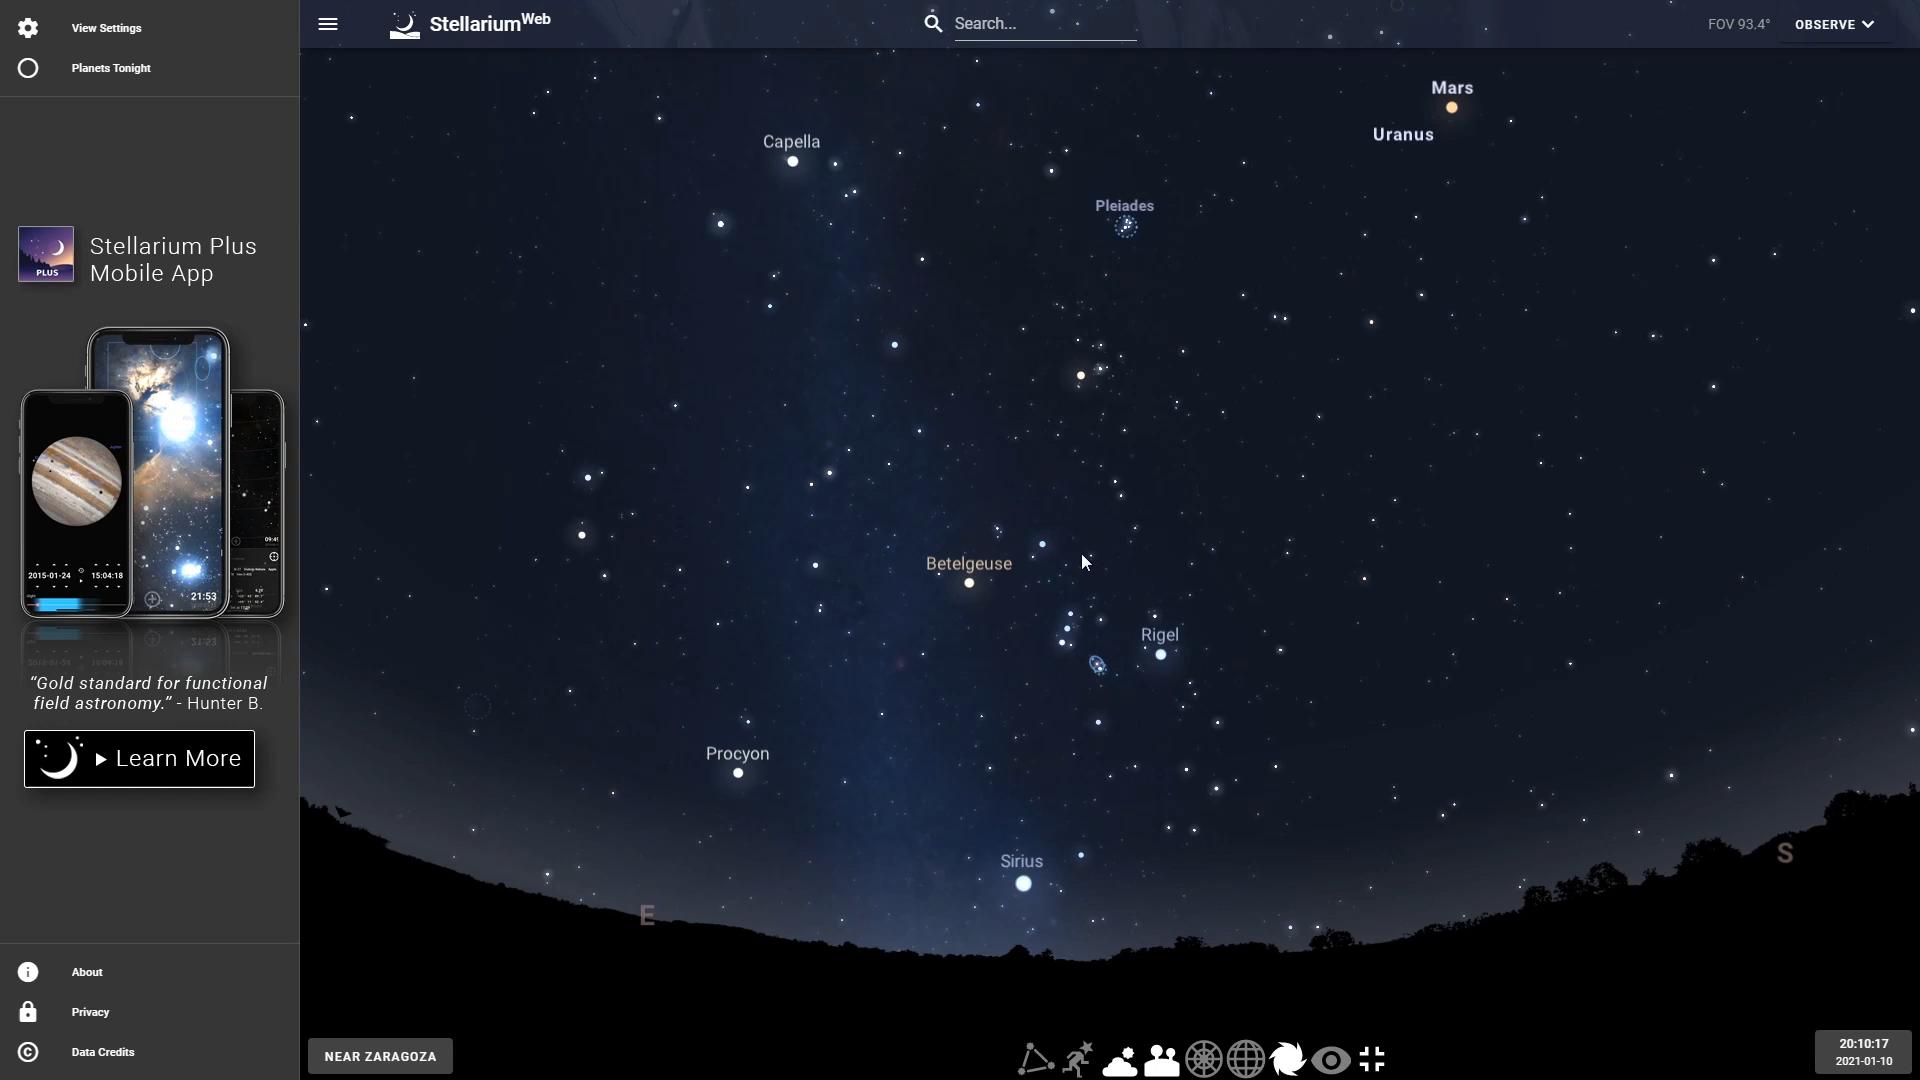 View Settings
Planets Tonight
StellariumWeb
Search...
FOV 93.4°
OBSERVE
Mars
Uranus
Capella
Pleiades
Stellarium Plus
Mobile App
PLUS
Betelgeuse
Rigel
2015-01-24 15:04:18
21:53
“Gold standard for functional
field astronomy.” - Hunter B.
Learn More
Procyon
Sirius
E
S
About
Privacy
Data Credits
NEAR ZARAGOZA
20:10:17
2021-01-10